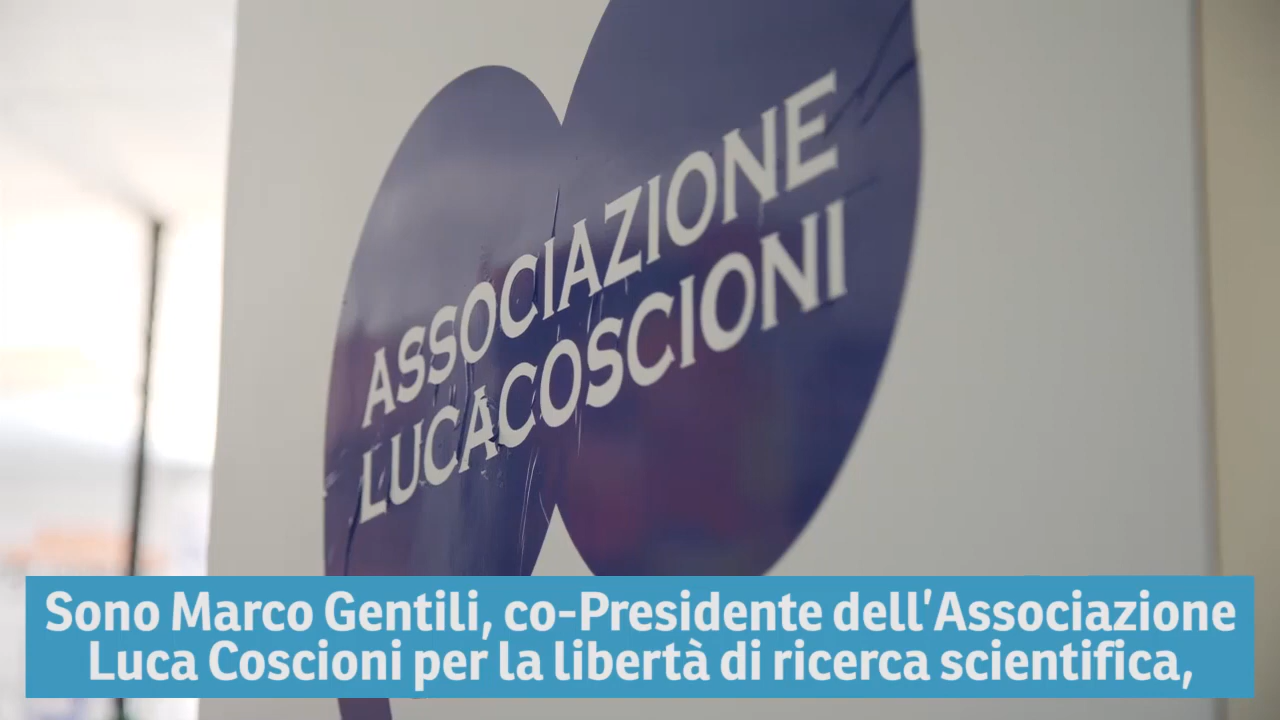 ASSOCIAZIONE
LUCACOSCIONI
Sono Marco Gentili, co-Presidente dell'Associazione
Luca Coscioni per la libertà di ricerca scientifica,